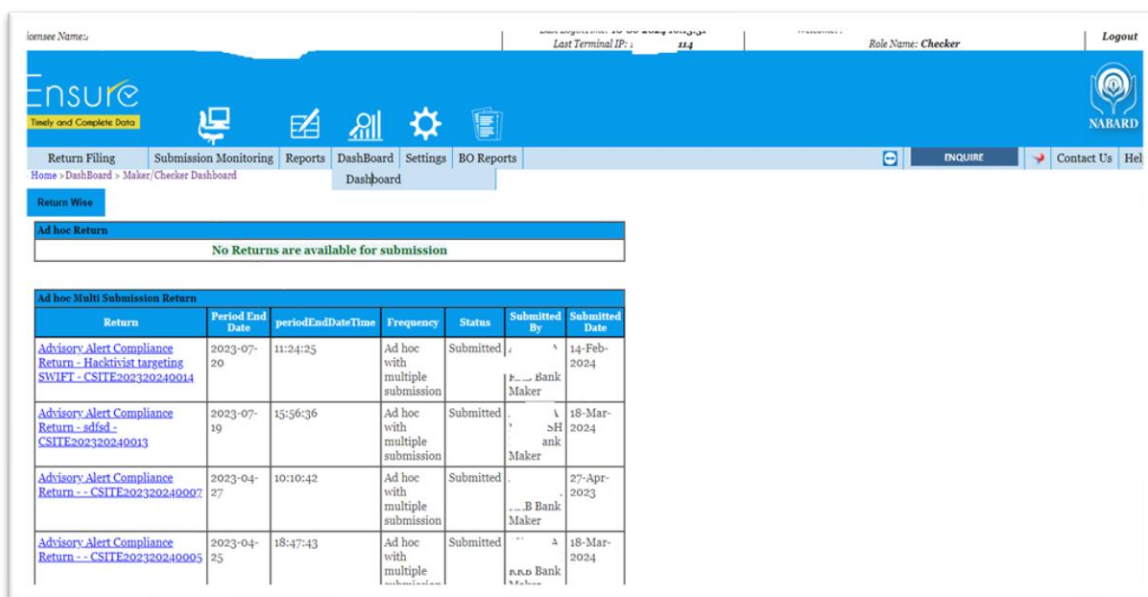 icensee Name:
Last Terminal IP: 114
Role Name: Checker
Logout
Ensure
Timely and Complete Data
NABARD
Return Filing Submission Monitoring Reports DashBoard Settings BO Reports ENQUIRE Contact Us Hel
Home > DashBoard > Maker/Checker Dashboard
Dashboard
Return Wise
Ad hoc Return
No Returns are available for submission
Ad hoc Multi Submission Return
Return Period End Date periodEndDateTime Frequency Status Submitted By Submitted Date
Advisory Alert Compliance Return - Hacktivist targeting SWIFT - CSITE202320240014 2023-07-20 11:24:25 Ad hoc with multiple submission Submitted Bank Maker 14-Feb-2024
Advisory Alert Compliance Return - sdfsd - CSITE202320240013 2023-07-19 15:56:36 Ad hoc with multiple submission Submitted SH ank Maker 18-Mar-2024
Advisory Alert Compliance Return - - CSITE202320240007 2023-04-27 10:10:42 Ad hoc with multiple submission Submitted B Bank Maker 27-Apr-2023
Advisory Alert Compliance Return - - CSITE202320240005 2023-04-25 18:47:43 Ad hoc with multiple Submitted A Bank 18-Mar-2024